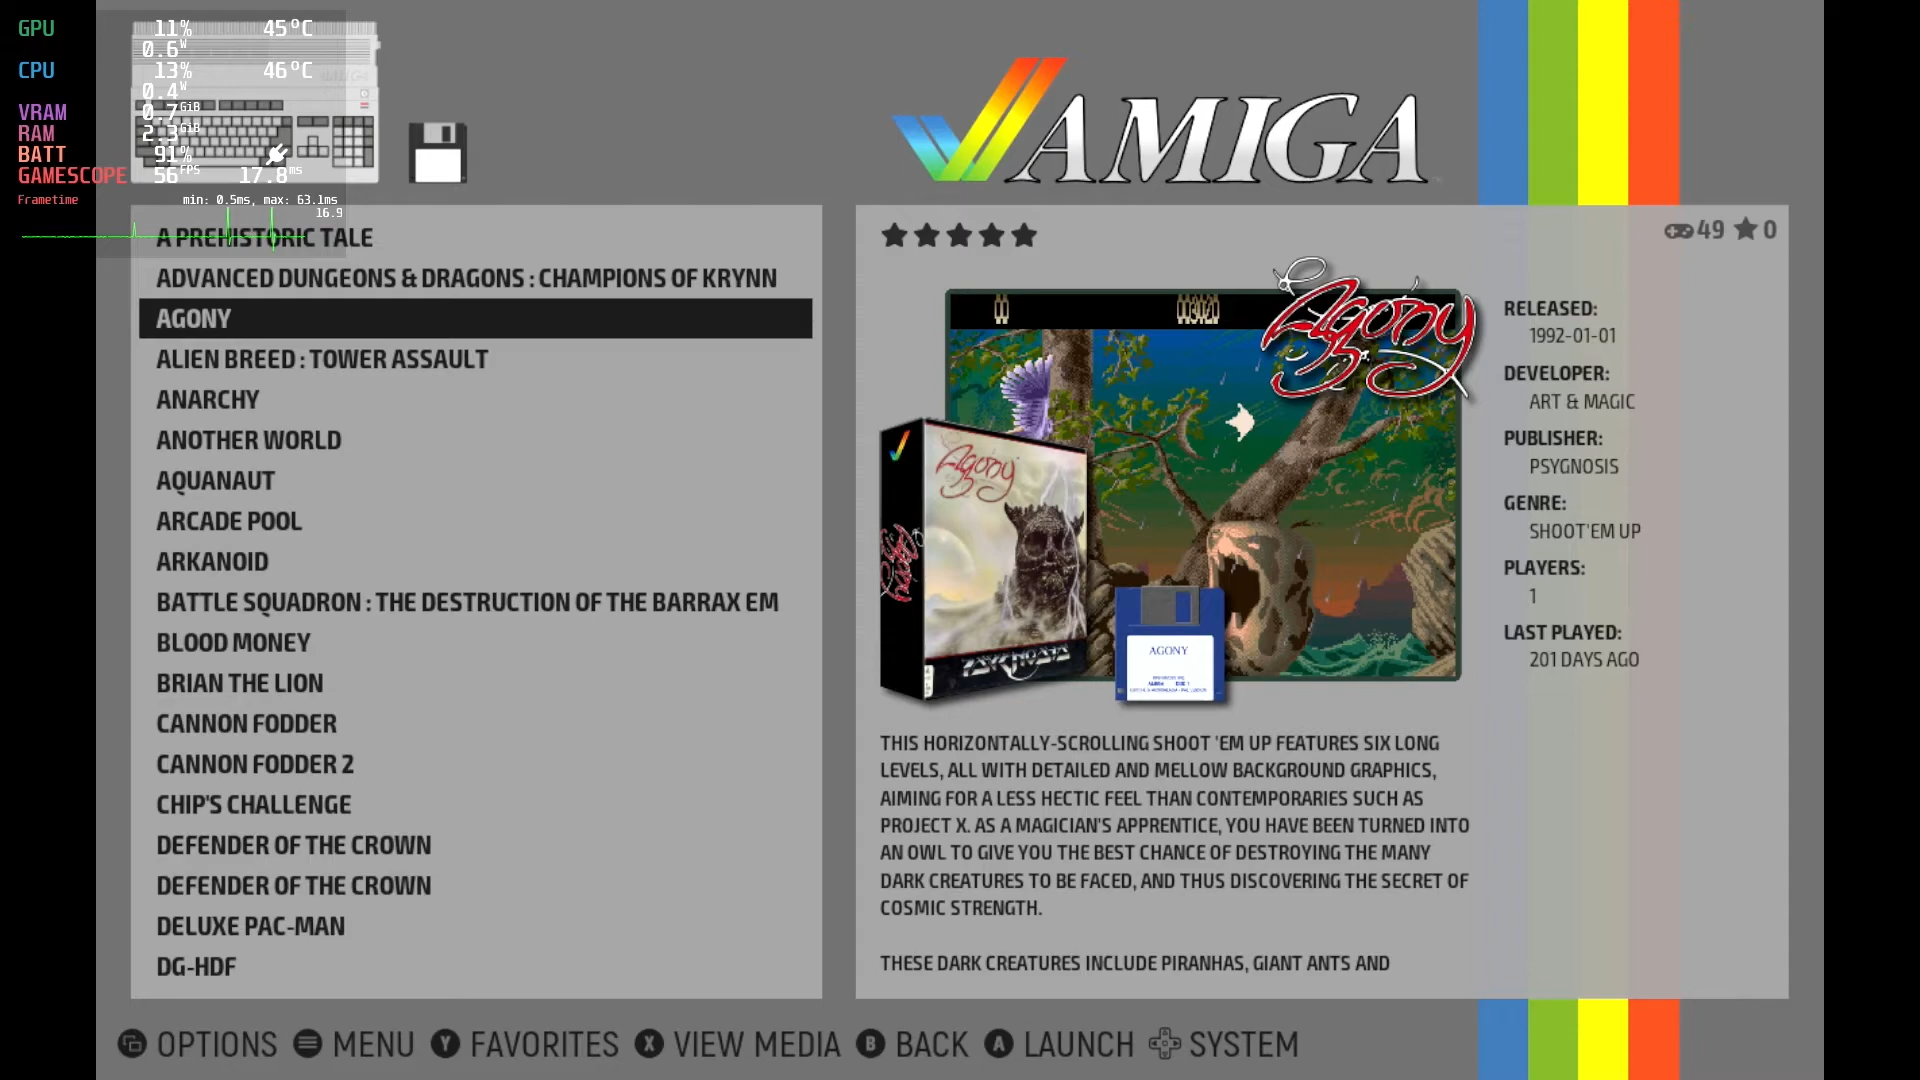 GPU 11% 45°C
0.6W
CPU 13% 46°C
0.4W
VRAM 0.7GiB
RAM 2.3GiB
BATT 91%
GAMESCOPE 56FPS 17.8ms
Frametime min: 0.5ms, max: 63.1ms
16.9
AMIGA
A PREHISTORIC TALE
ADVANCED DUNGEONS & DRAGONS : CHAMPIONS OF KRYNN
AGONY
ALIEN BREED : TOWER ASSAULT
ANARCHY
ANOTHER WORLD
AQUANAUT
ARCADE POOL
ARKANOID
BATTLE SQUADRON : THE DESTRUCTION OF THE BARRAX EM
BLOOD MONEY
BRIAN THE LION
CANNON FODDER
CANNON FODDER 2
CHIP'S CHALLENGE
DEFENDER OF THE CROWN
DEFENDER OF THE CROWN
DELUXE PAC-MAN
DG-HDF
49 0
Agony
Agony
Agony
PSYGNOSIS
AGONY
RELEASED:
1992-01-01
DEVELOPER:
ART & MAGIC
PUBLISHER:
PSYGNOSIS
GENRE:
SHOOT'EM UP
PLAYERS:
1
LAST PLAYED:
201 DAYS AGO
THIS HORIZONTALLY-SCROLLING SHOOT 'EM UP FEATURES SIX LONG
LEVELS, ALL WITH DETAILED AND MELLOW BACKGROUND GRAPHICS,
AIMING FOR A LESS HECTIC FEEL THAN CONTEMPORARIES SUCH AS
PROJECT X. AS A MAGICIAN'S APPRENTICE, YOU HAVE BEEN TURNED INTO
AN OWL TO GIVE YOU THE BEST CHANCE OF DESTROYING THE MANY
DARK CREATURES TO BE FACED, AND THUS DISCOVERING THE SECRET OF
COSMIC STRENGTH.
THESE DARK CREATURES INCLUDE PIRANHAS, GIANT ANTS AND
OPTIONS MENU Y FAVORITES X VIEW MEDIA B BACK A LAUNCH SYSTEM